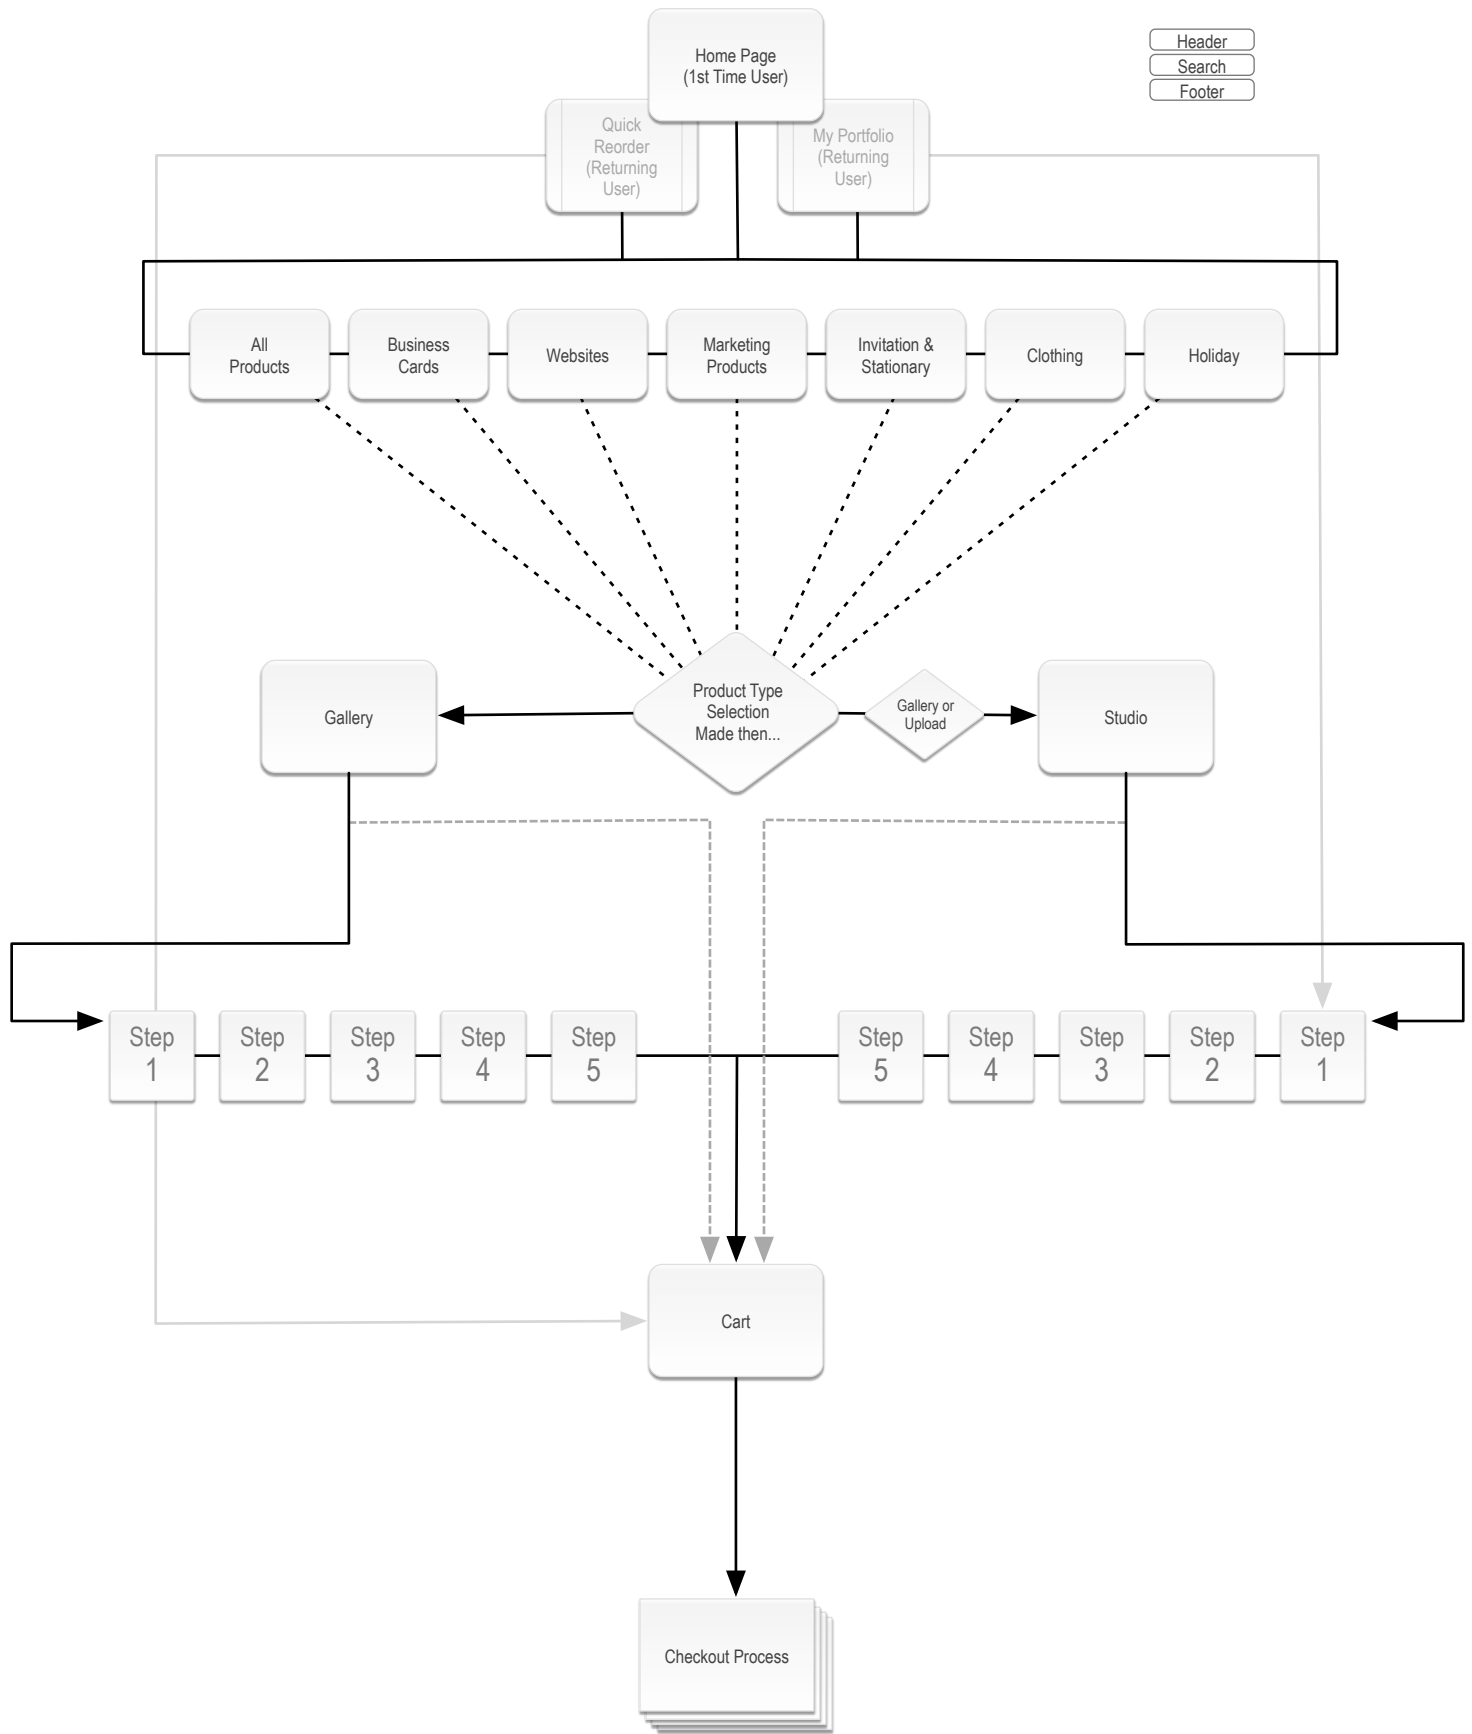 Home Page
(1st Time User)
Header
Search
Footer
Quick
Reorder
(Returning
User)
My Portfolio
(Returning
User)
All
Products
Business
Cards
Websites
Marketing
Products
Invitation &
Stationary
Clothing
Holiday
Gallery
Product Type
Selection
Made then...
Gallery or
Upload
Studio
Step
1
Step
2
Step
3
Step
4
Step
5
Step
5
Step
4
Step
3
Step
2
Step
1
Cart
Checkout Process